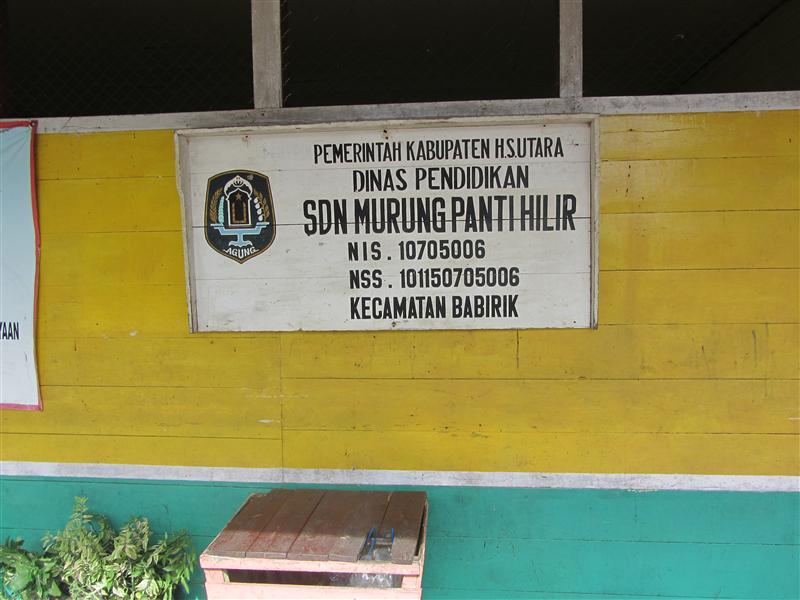 PEMERINTAH KABUPATEN H.S.UTARA
DINAS PENDIDIKAN
SDN MURUNG PANTI HILIR
NIS. 10705006
NSS. 101150705006
KECAMATAN BABIRIK
AGUNG
YAAN